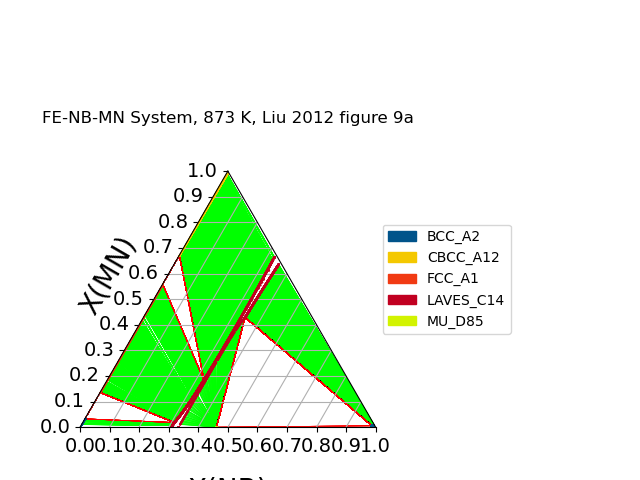 FE-NB-MN System, 873 K, Liu 2012 figure 9a
1.0
0.9
0.8
0.7
0.6
0.5
0.4
0.3
0.2
0.1
0.0
X(MN)
0.00.10.20.30.40.50.60.70.80.91.0
X(NB)
BCC_A2
CBCC_A12
FCC_A1
LAVES_C14
MU_D85